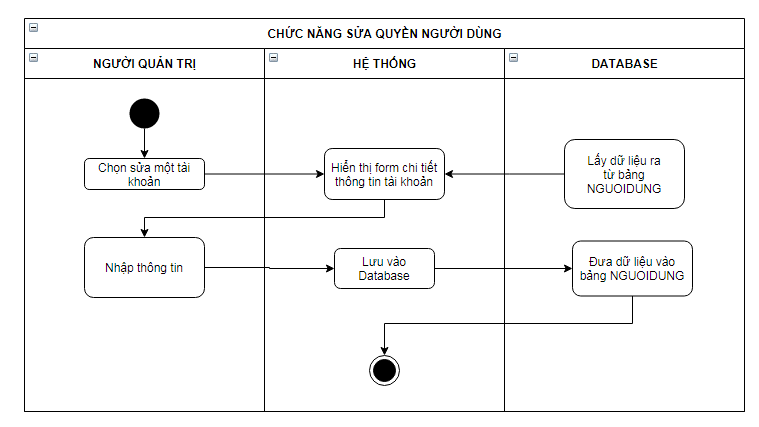 CHỨC NĂNG SỬA QUYỀN NGƯỜI DÙNG
NGƯỜI QUẢN TRỊ
HỆ THỐNG
DATABASE
Chọn sửa một tài
khoản
Hiển thị form chi tiết
thông tin tài khoản
Lấy dữ liệu ra
từ bảng
NGUOIDUNG
Nhập thông tin
Lưu vào
Database
Đưa dữ liệu vào
bảng NGUOIDUNG